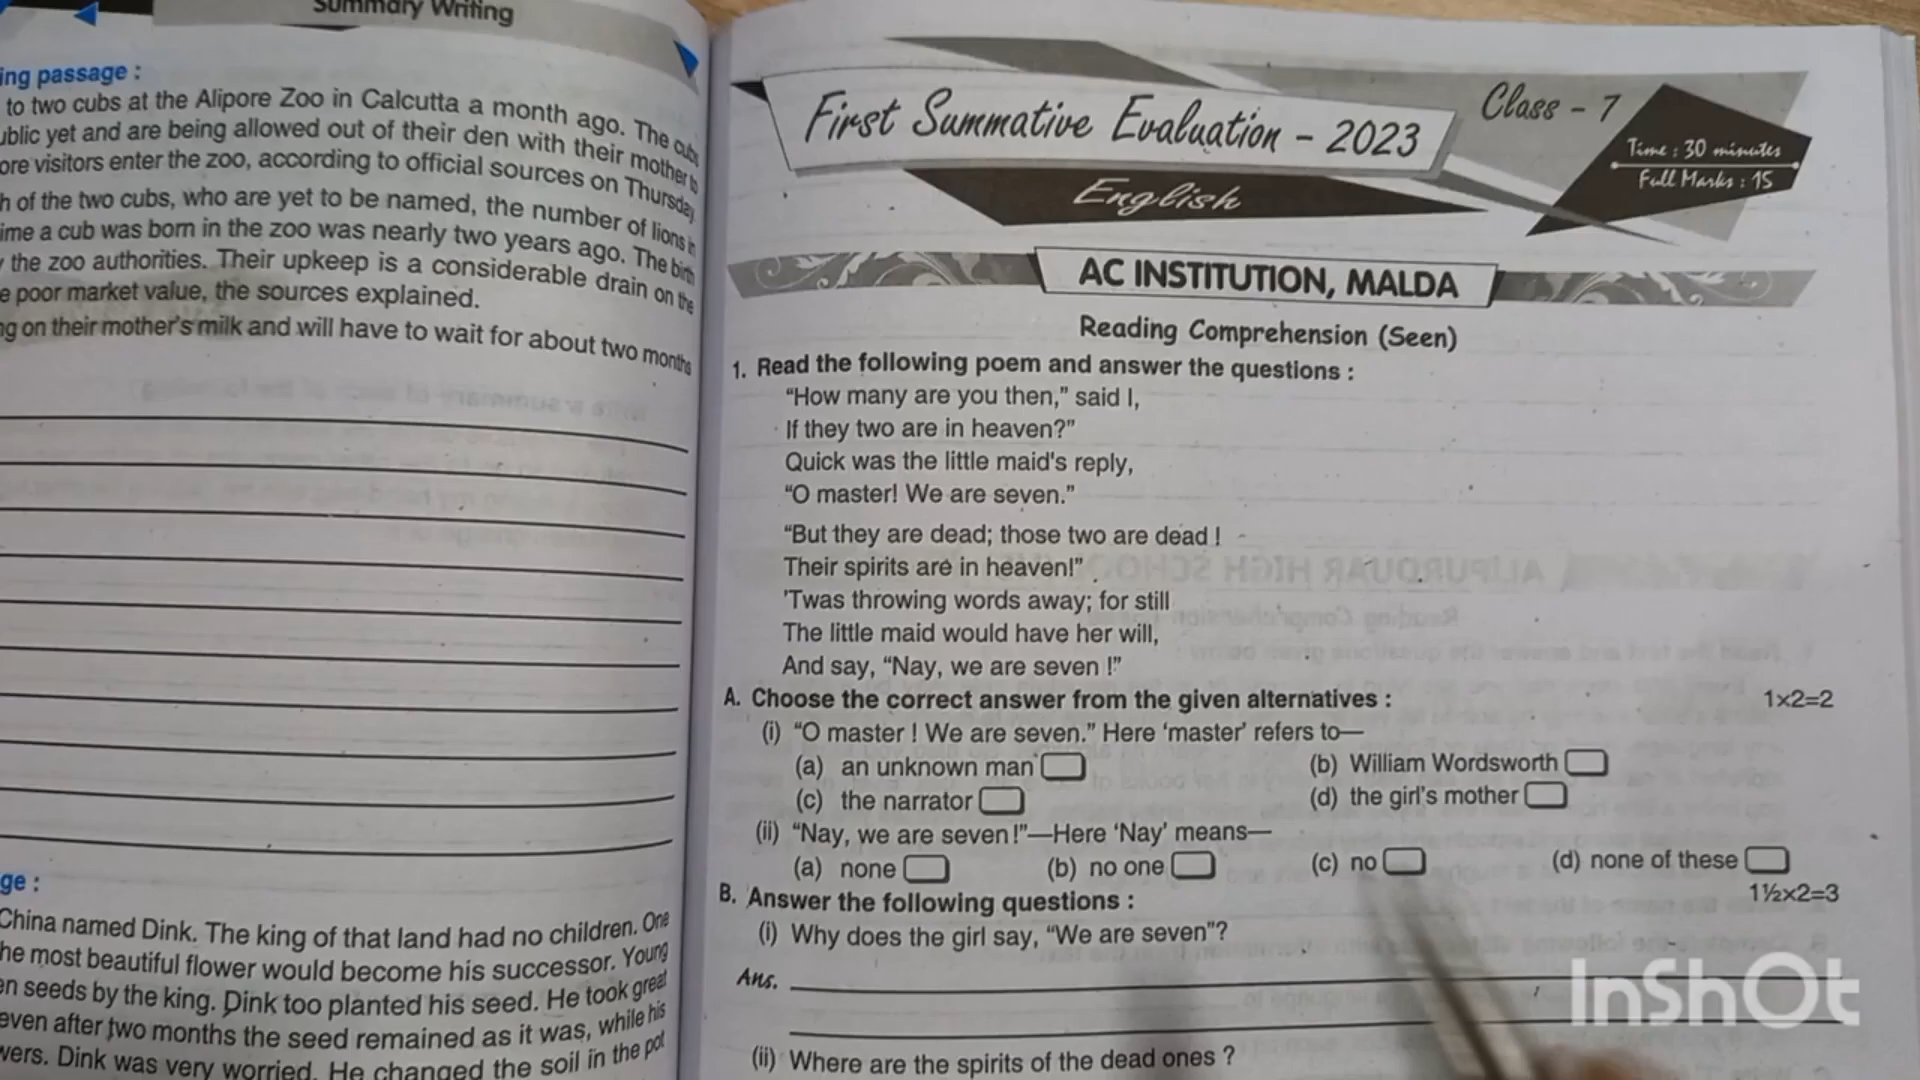 Summary Writing
ing passage :
to two cubs at the Alipore Zoo in Calcutta a month ago. The cubs
ublic yet and are being allowed out of their den with their mother to
ore visitors enter the zoo, according to official sources on Thursday
h of the two cubs, who are yet to be named, the number of lions in
ime a cub was born in the zoo was nearly two years ago. The birth
the zoo authorities. Their upkeep is a considerable drain on the
e poor market value, the sources explained.
ng on their mother's milk and will have to wait for about two months
ge :
China named Dink. The king of that land had no children. One
he most beautiful flower would become his successor. Young
en seeds by the king. Dink too planted his seed. He took great
even after two months the seed remained as it was, while his
wers. Dink was very worried. He changed the soil in the pot
First Summative Evaluation - 2023
Class - 7
Time : 30 minutes
Full Marks : 15
English
AC INSTITUTION, MALDA
Reading Comprehension (Seen)
1. Read the following poem and answer the questions :
“How many are you then,” said I,
If they two are in heaven?”
Quick was the little maid's reply,
“O master! We are seven.”
“But they are dead; those two are dead !
Their spirits are in heaven!”
'Twas throwing words away; for still
The little maid would have her will,
And say, “Nay, we are seven !”
A. Choose the correct answer from the given alternatives : 1×2=2
(i) “O master ! We are seven.” Here ‘master’ refers to—
(a) an unknown man (b) William Wordsworth
(c) the narrator (d) the girl's mother
(ii) “Nay, we are seven !”—Here ‘Nay’ means—
(a) none (b) no one (c) no (d) none of these
B. Answer the following questions : 1½×2=3
(i) Why does the girl say, “We are seven”?
Ans.
(ii) Where are the spirits of the dead ones ?
InShOt